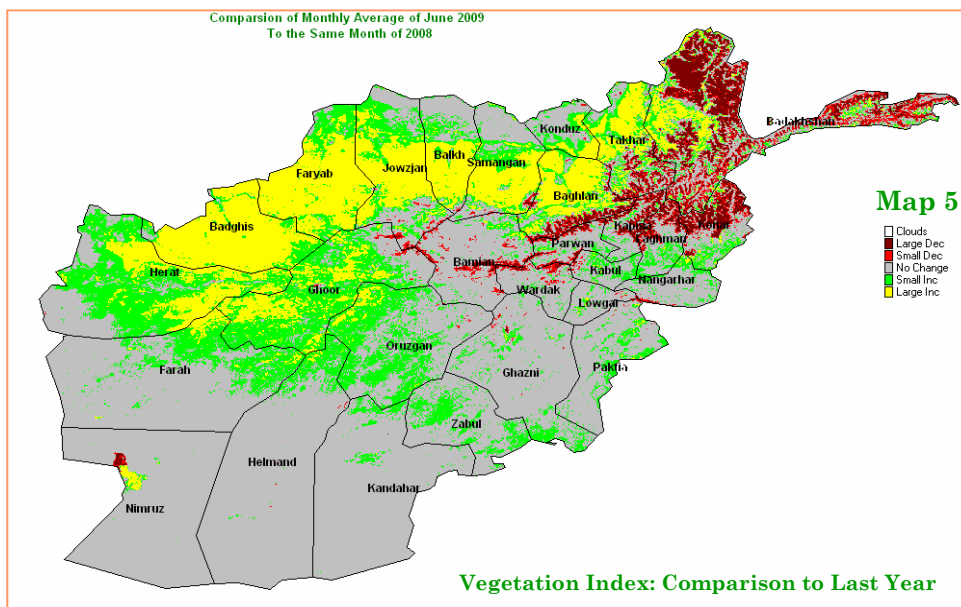 Comparsion of Monthly Average of June 2009
To the Same Month of 2008
Badakhshan
Konduz
Takhar
Balkh
Samangan
Jowzjan
Faryab
Baghlan
Map 5
Badghis
Kapisa
Konar
Clouds
Large Dec
Small Dec
No Change
Small Inc
Large Inc
Parwan
Laghman
Herat
Bamian
Kabul
Nangarhar
Ghoor
Wardak
Lowgar
Oruzgan
Farah
Ghazni
Paktia
Zabul
Helmand
Kandahar
Nimruz
Vegetation Index: Comparison to Last Year